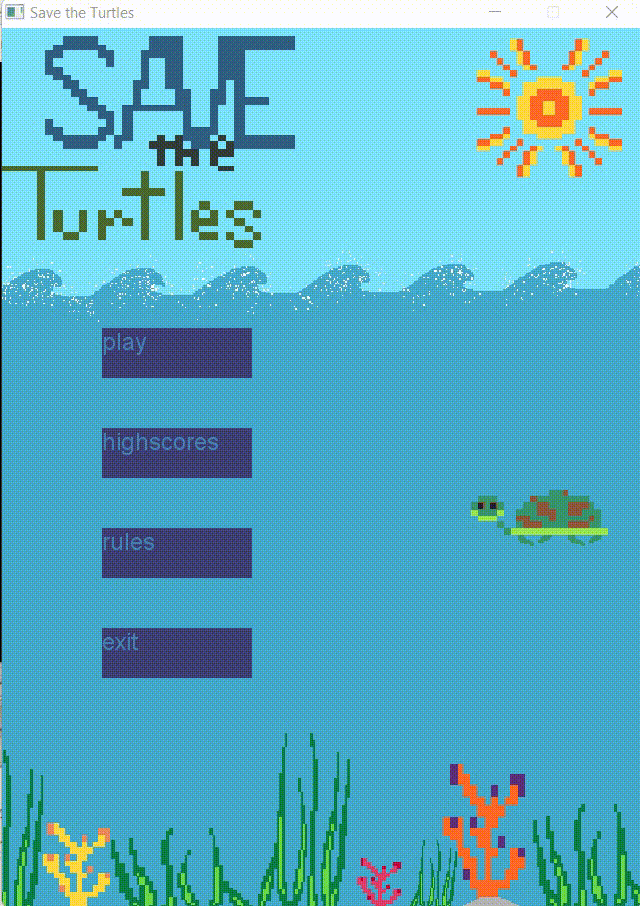 Save the Turtles
SAVE
the
Turtles
play
highscores
rules
exit